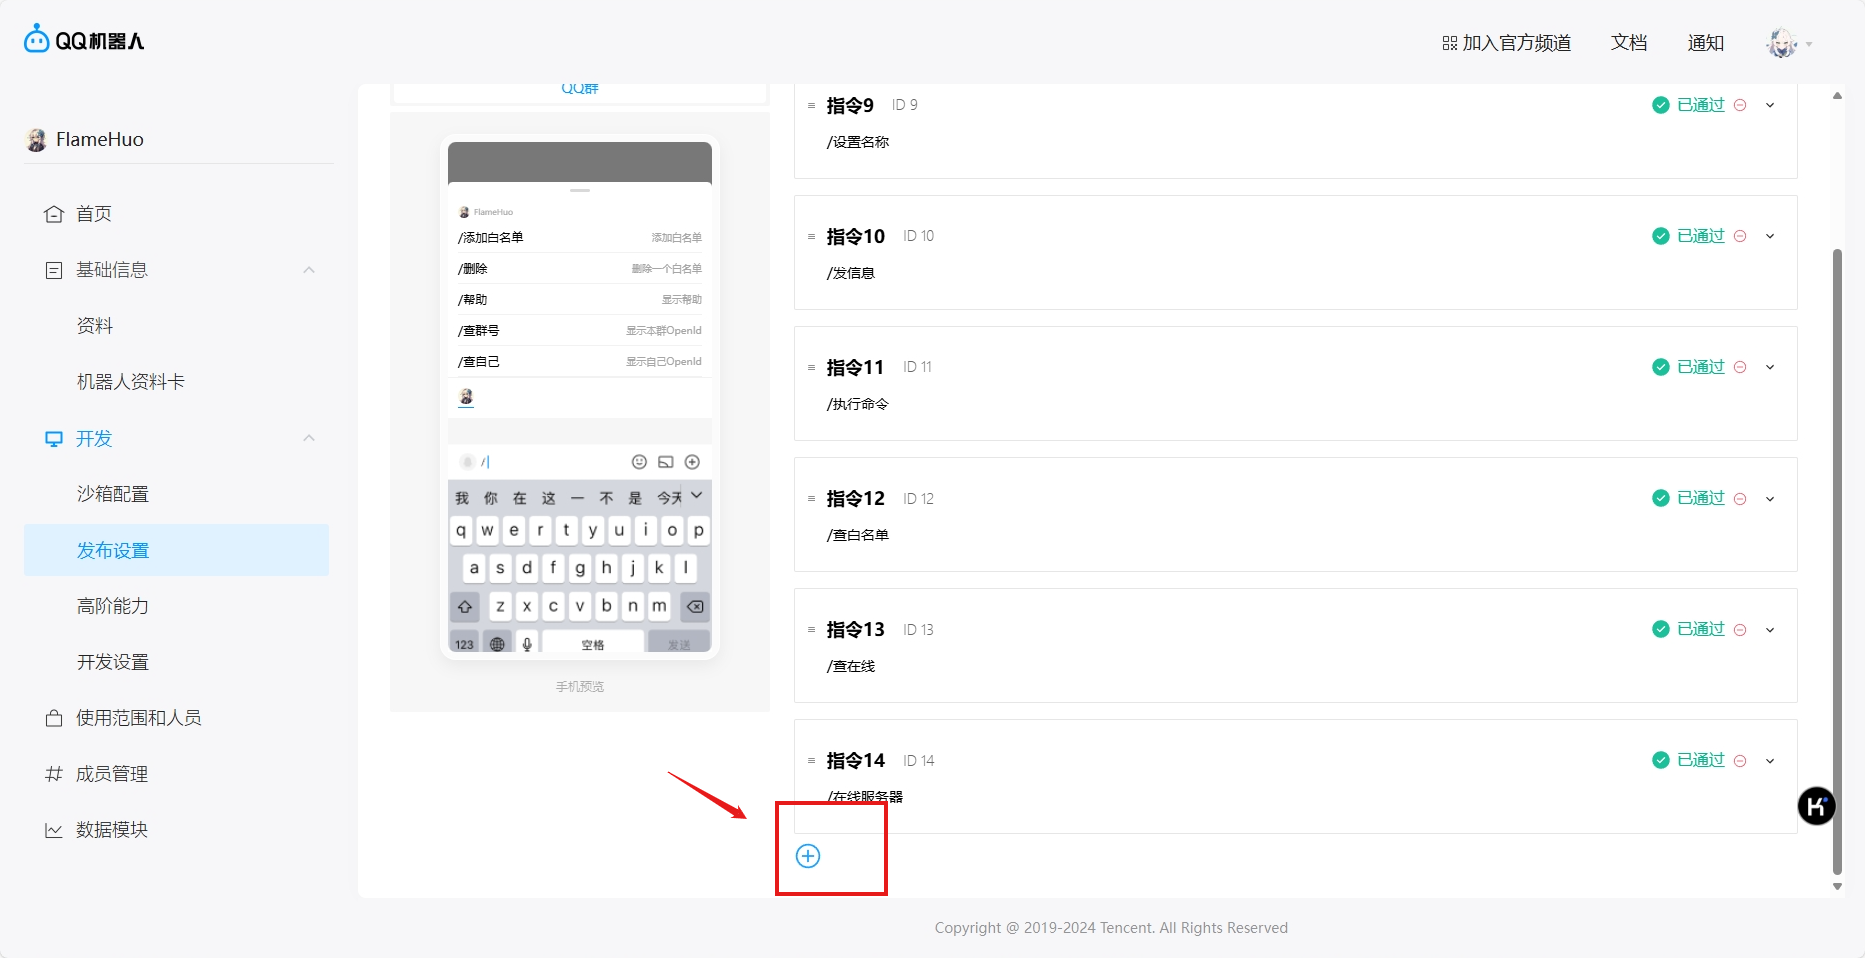 QQ机器人
加入官方频道
文档
通知
FlameHuo
首页
基础信息
资料
机器人资料卡
开发
沙箱配置
发布设置
高阶能力
开发设置
使用范围和人员
成员管理
数据模块
QQ群
FlameHuo
/添加白名单 添加白名单
/删除 删除一个白名单
/帮助 显示帮助
/查群号 显示本群OpenId
/查自己 显示自己OpenId
/
我 你 在 这 一 不 是 今天
q w e r t y u i o p
a s d f g h j k l
z x c v b n m
123 空格 发送
手机预览
指令9 ID 9 已通过
/设置名称
指令10 ID 10 已通过
/发信息
指令11 ID 11 已通过
/执行命令
指令12 ID 12 已通过
/查白名单
指令13 ID 13 已通过
/查在线
指令14 ID 14 已通过
/在线服务器
K
Copyright @ 2019-2024 Tencent. All Rights Reserved